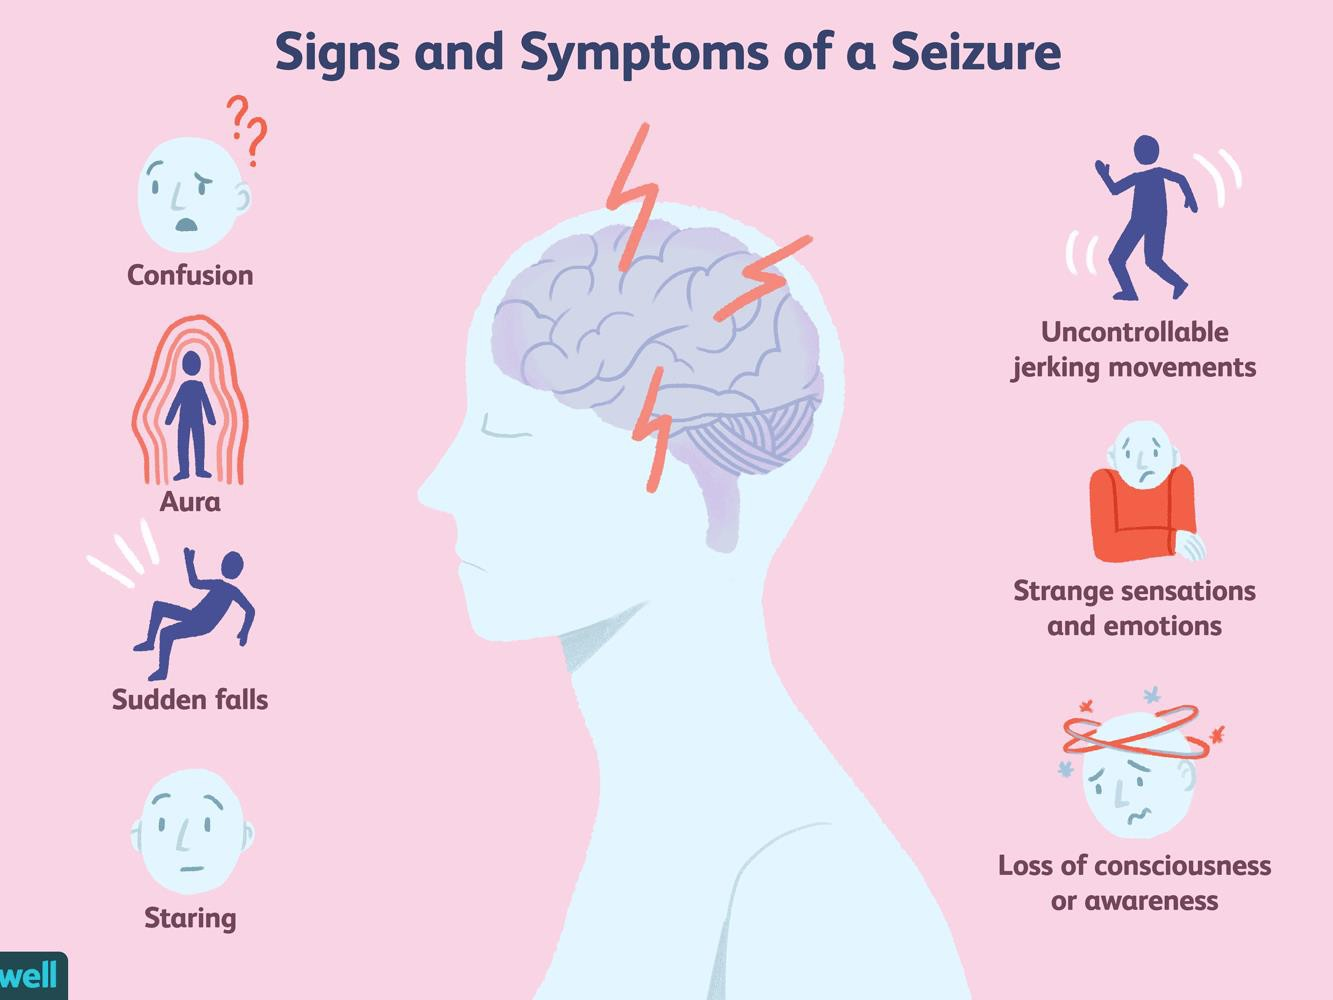 Signs and Symptoms of a Seizure
??
Confusion
Aura
Sudden falls
Staring
Uncontrollable
jerking movements
Strange sensations
and emotions
Loss of consciousness
or awareness
well